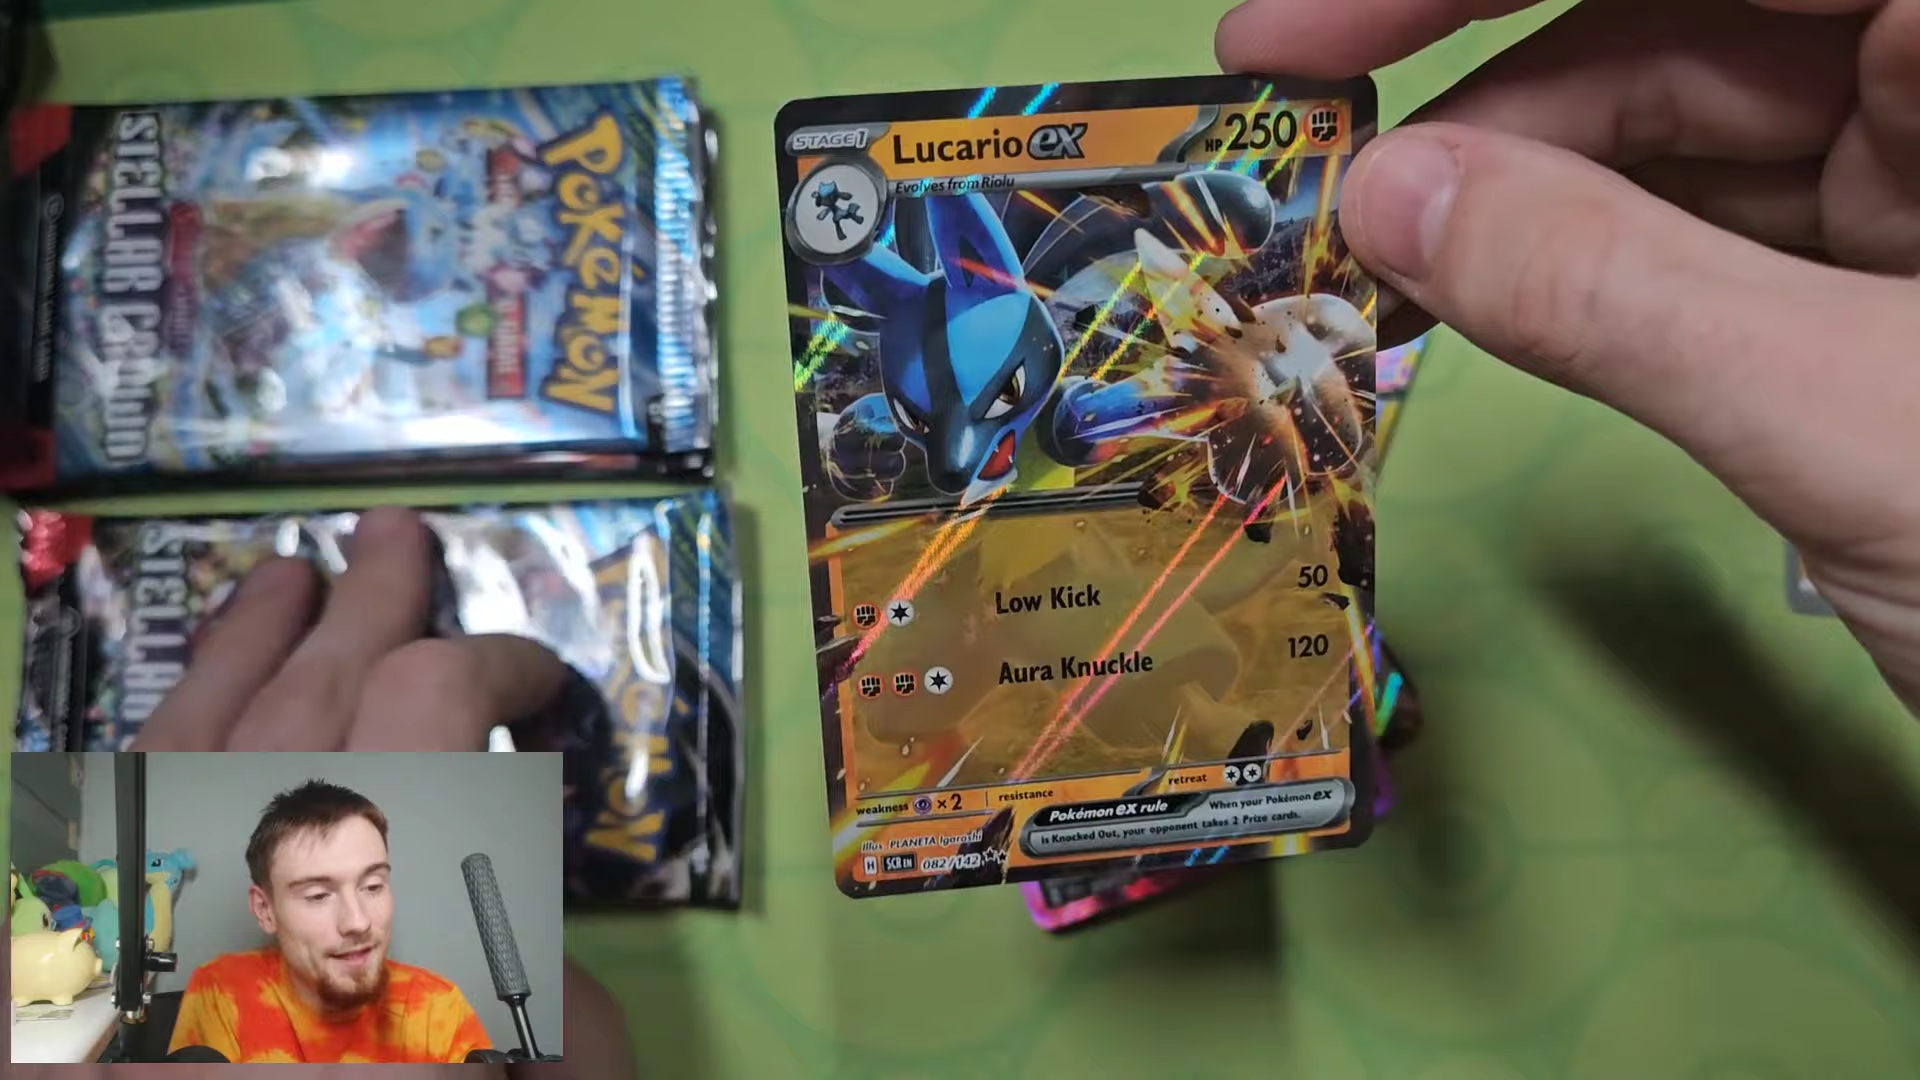 POKéMON
STELLAR CROWN
STELLAR
POKéMON
STAGE 1
Lucario ex
HP 250
Evolves from Riolu
Low Kick 50
Aura Knuckle 120
weakness ×2 resistance retreat
Pokémon ex rule When your Pokémon ex
is Knocked Out, your opponent takes 2 Prize cards.
Illus. PLANETA Igarashi
H SCR EN 082/142